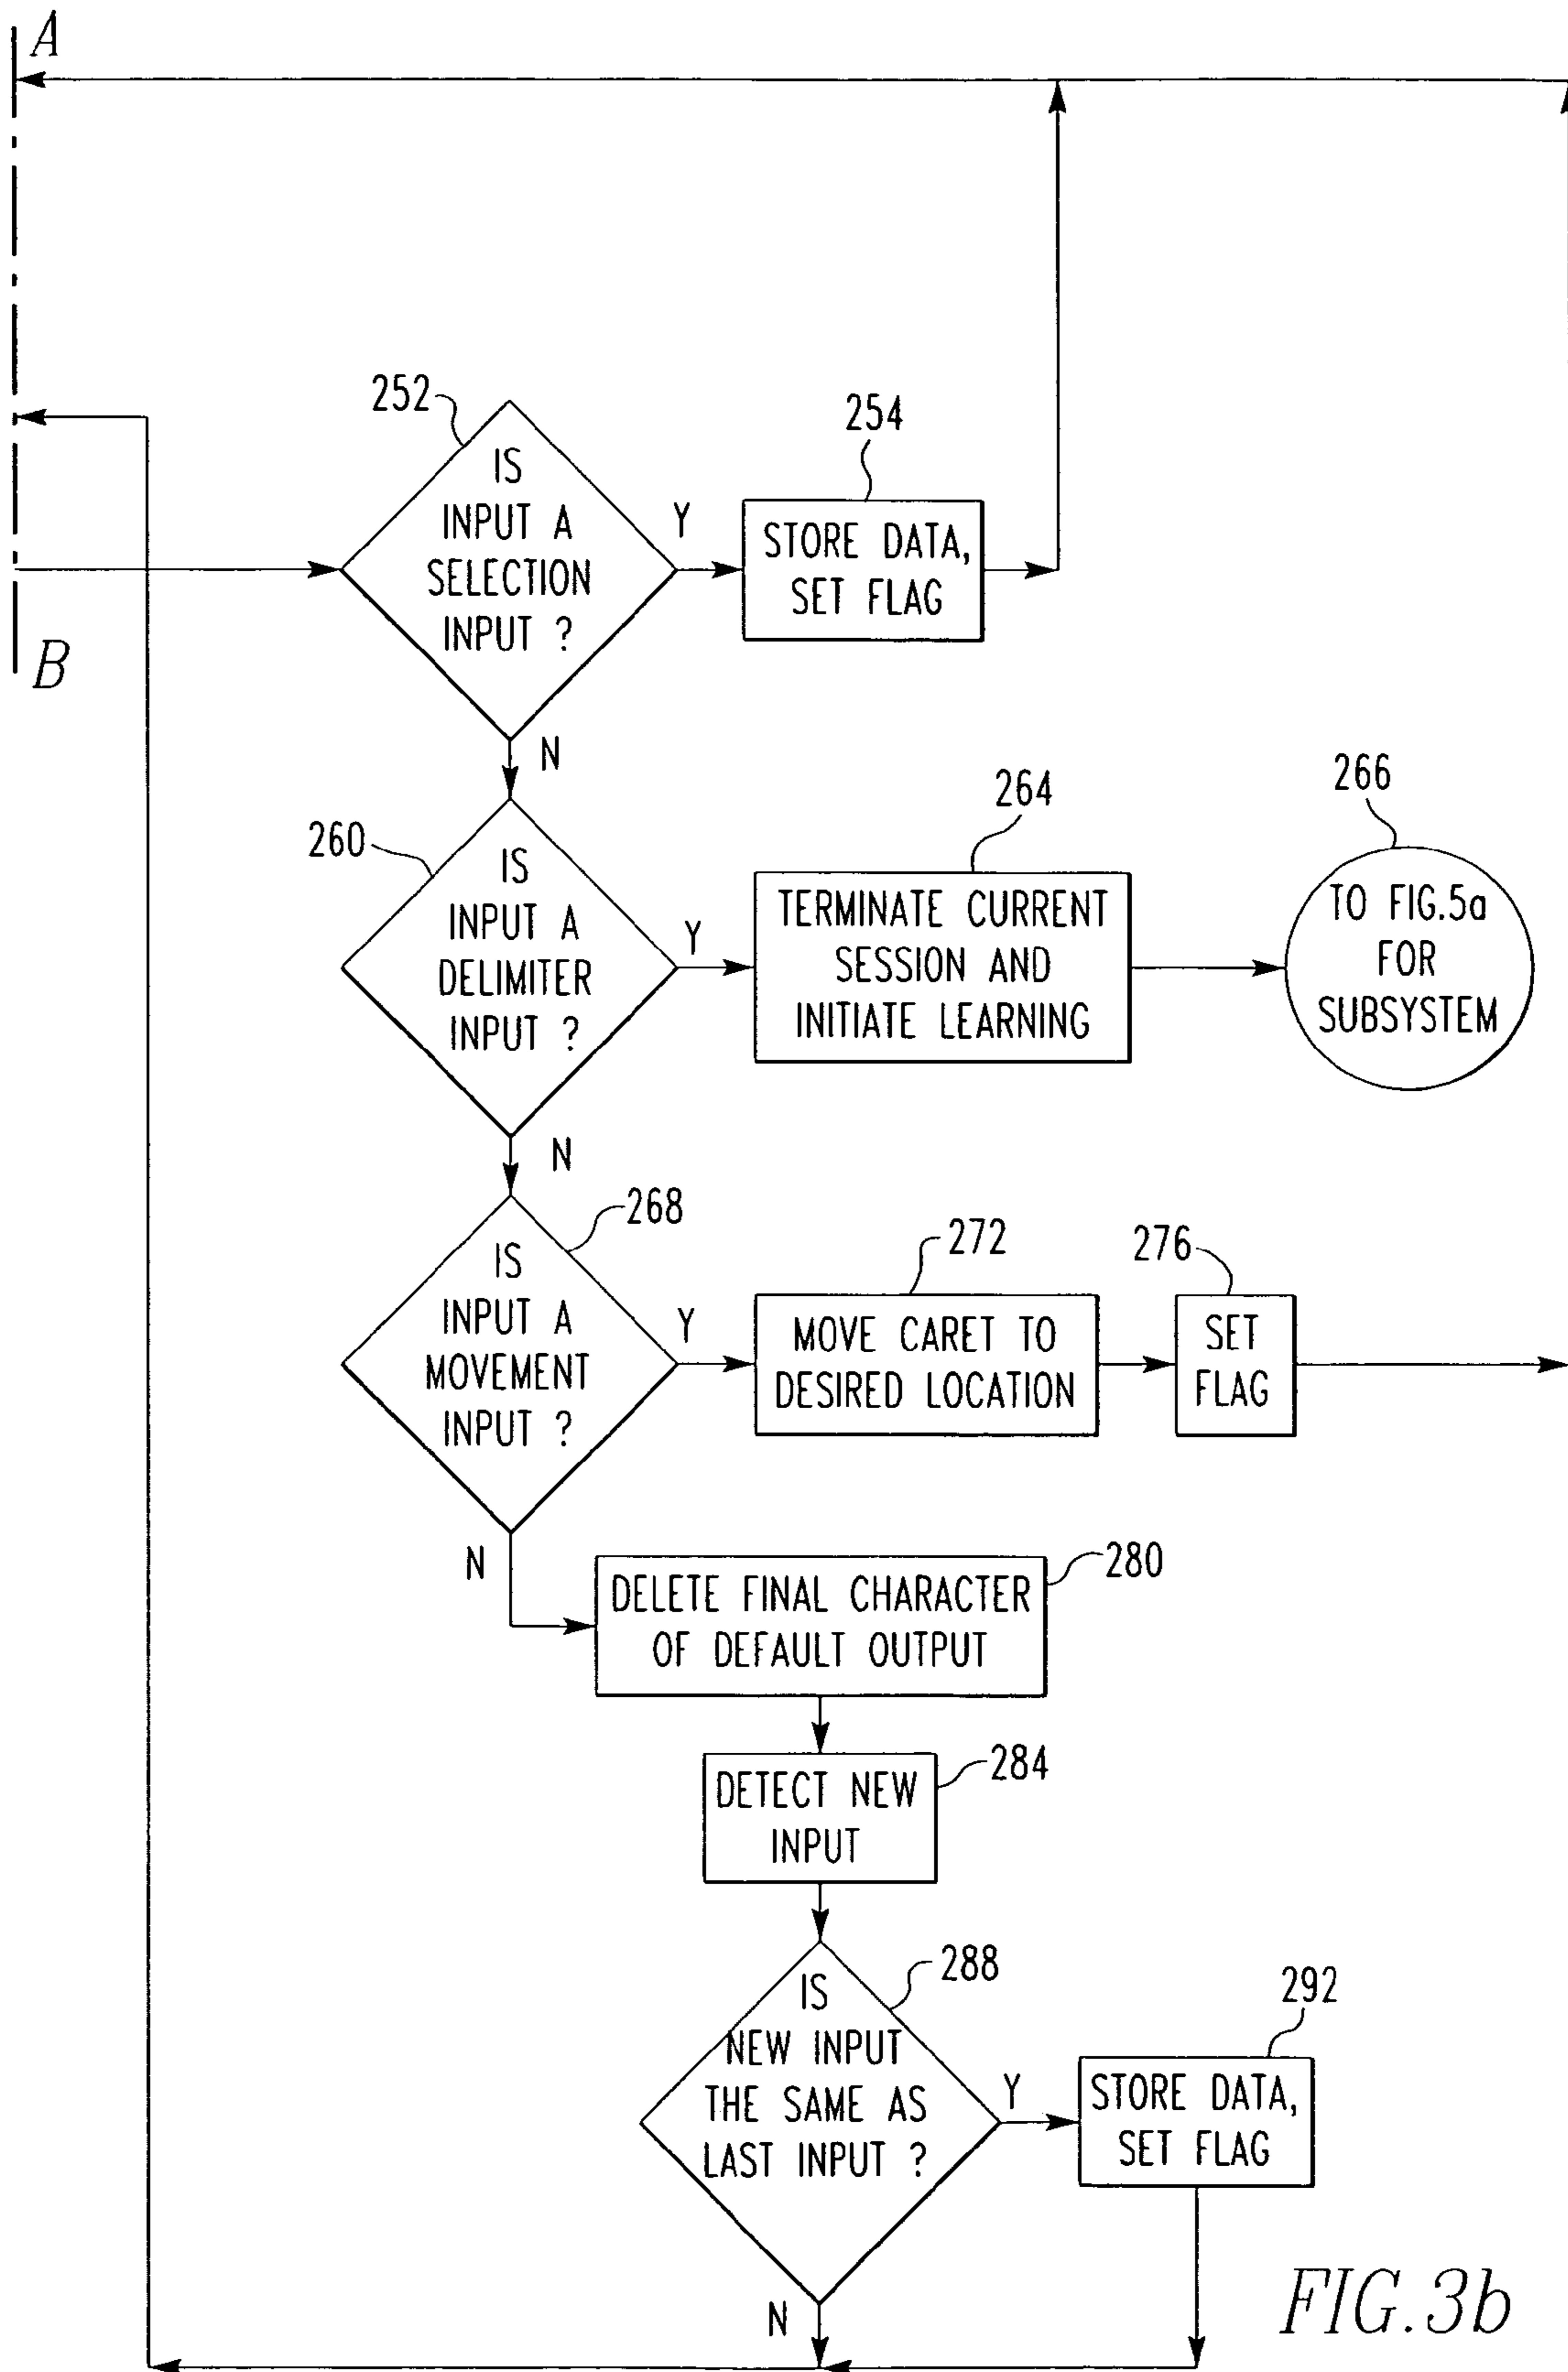 A
252
254
IS
INPUT A
SELECTION
INPUT ?
Y
STORE DATA,
SET FLAG
B
N
260
264
266
IS
INPUT A
DELIMITER
INPUT ?
Y
TERMINATE CURRENT
SESSION AND
INITIATE LEARNING
TO FIG.5a
FOR
SUBSYSTEM
N
268
272
276
IS
INPUT A
MOVEMENT
INPUT ?
Y
MOVE CARET TO
DESIRED LOCATION
SET
FLAG
N
280
DELETE FINAL CHARACTER
OF DEFAULT OUTPUT
284
DETECT NEW
INPUT
288
292
IS
NEW INPUT
THE SAME AS
LAST INPUT ?
Y
STORE DATA,
SET FLAG
N
FIG.3b